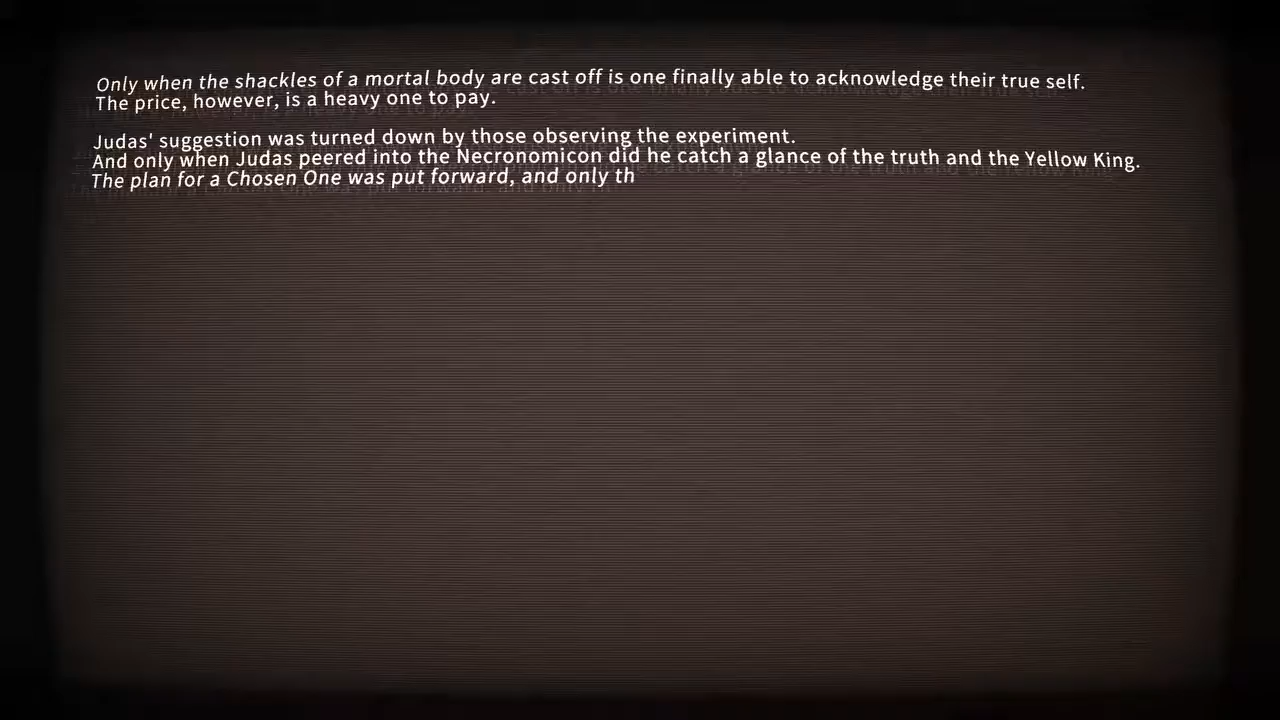 Only when the shackles of a mortal body are cast off is one finally able to acknowledge their true self.
The price, however, is a heavy one to pay.
Judas' suggestion was turned down by those observing the experiment.
And only when Judas peered into the Necronomicon did he catch a glance of the truth and the Yellow King.
The plan for a Chosen One was put forward, and only th